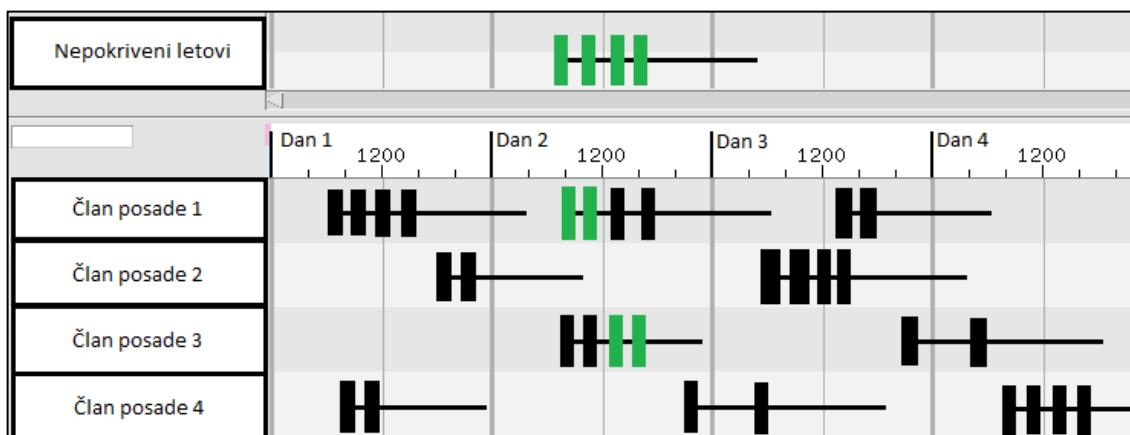 Nepokriveni letovi
Dan 1
Dan 2
Dan 3
Dan 4
1200
1200
1200
1200
Član posade 1
Član posade 2
Član posade 3
Član posade 4